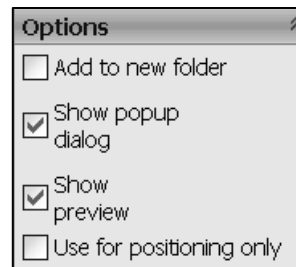 Options
Add to new folder
Show popup
dialog
Show
preview
Use for positioning only